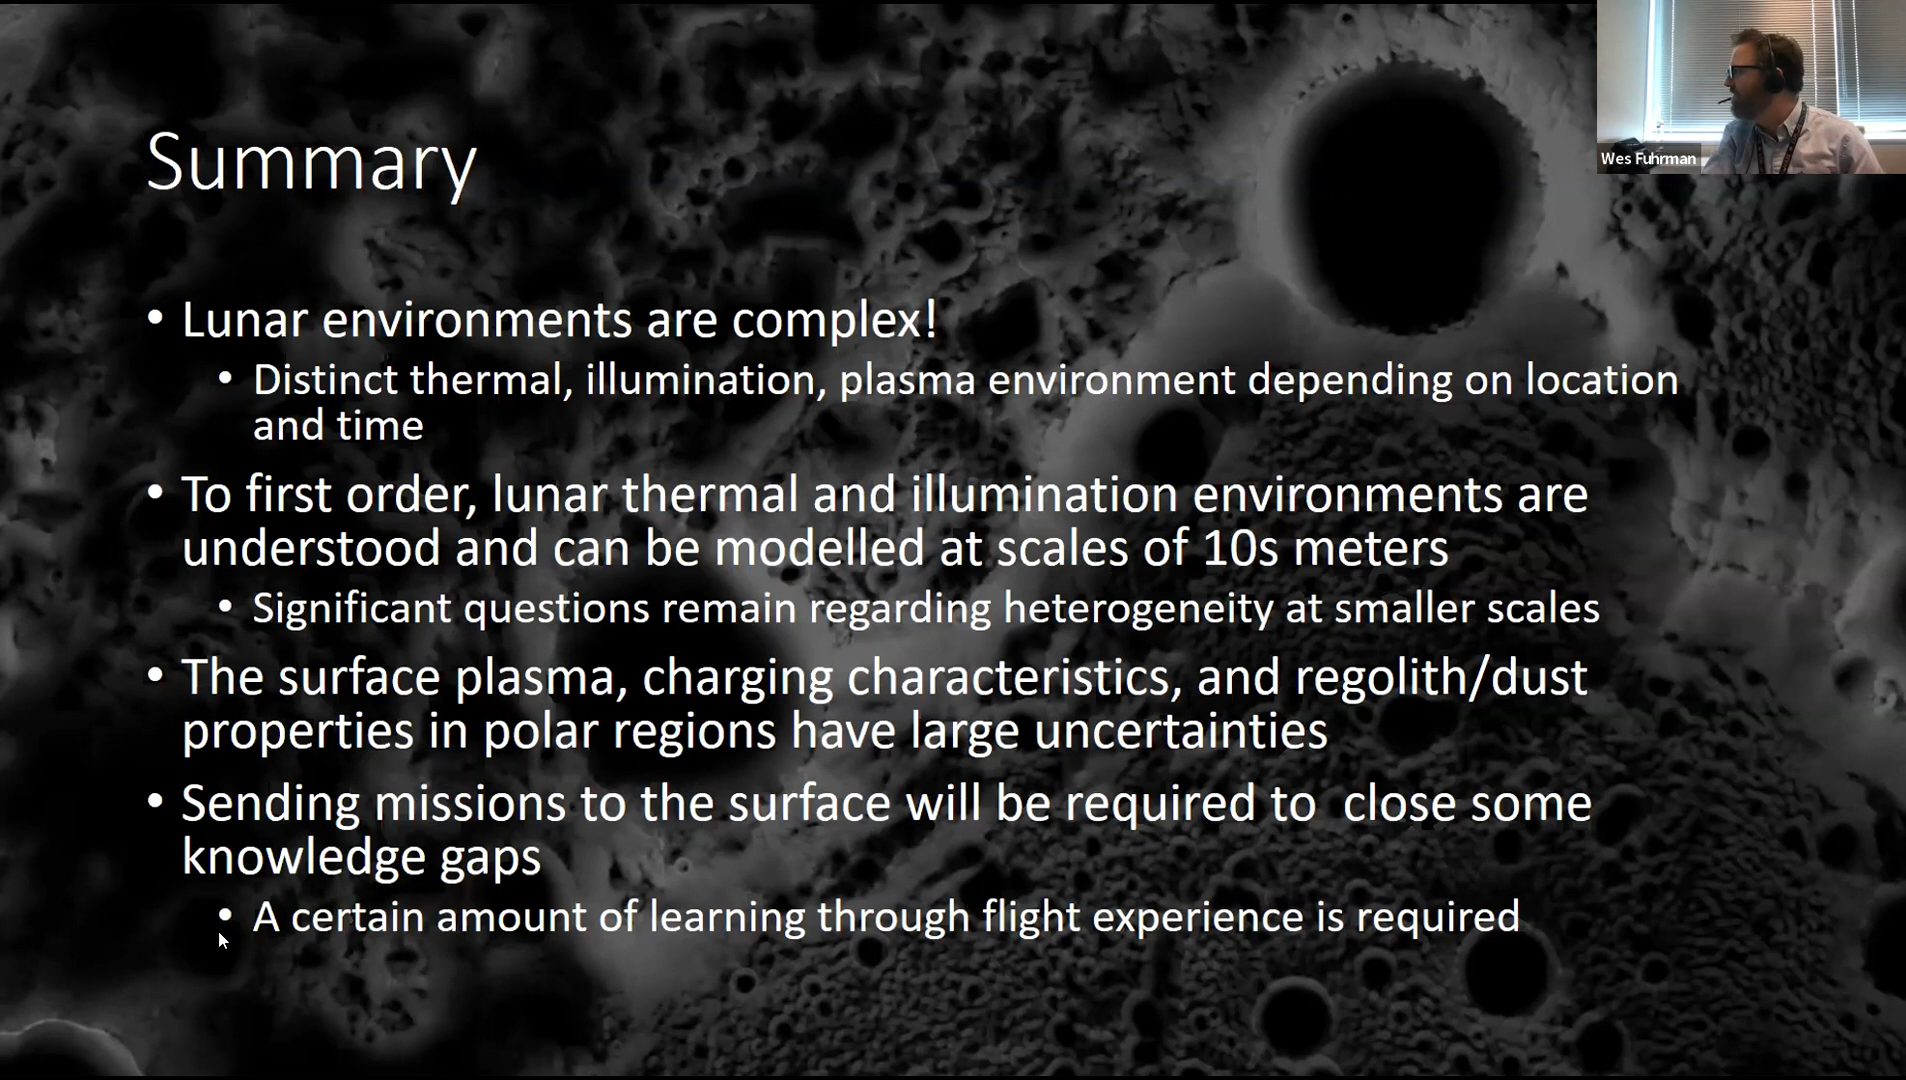 Summary
Wes Fuhrman
• Lunar environments are complex!
• Distinct thermal, illumination, plasma environment depending on location
and time
• To first order, lunar thermal and illumination environments are
understood and can be modelled at scales of 10s meters
• Significant questions remain regarding heterogeneity at smaller scales
• The surface plasma, charging characteristics, and regolith/dust
properties in polar regions have large uncertainties
• Sending missions to the surface will be required to  close some
knowledge gaps
• A certain amount of learning through flight experience is required